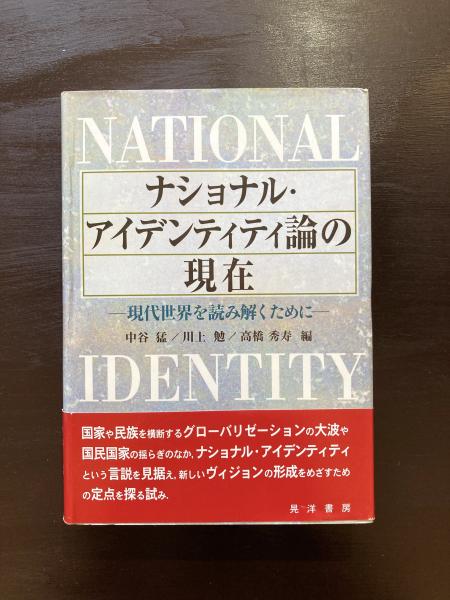 NATIONAL
ナショナル・
アイデンティティ論の
現在
―現代世界を読み解くために―
中谷 猛／川上 勉／高橋 秀寿 編
IDENTITY
国家や民族を横断するグローバリゼーションの大波や
国民国家の揺らぎのなか、ナショナル・アイデンティティ
という言説を見据え、新しいヴィジョンの形成をめざすため
の定点を探る試み.
晃洋書房